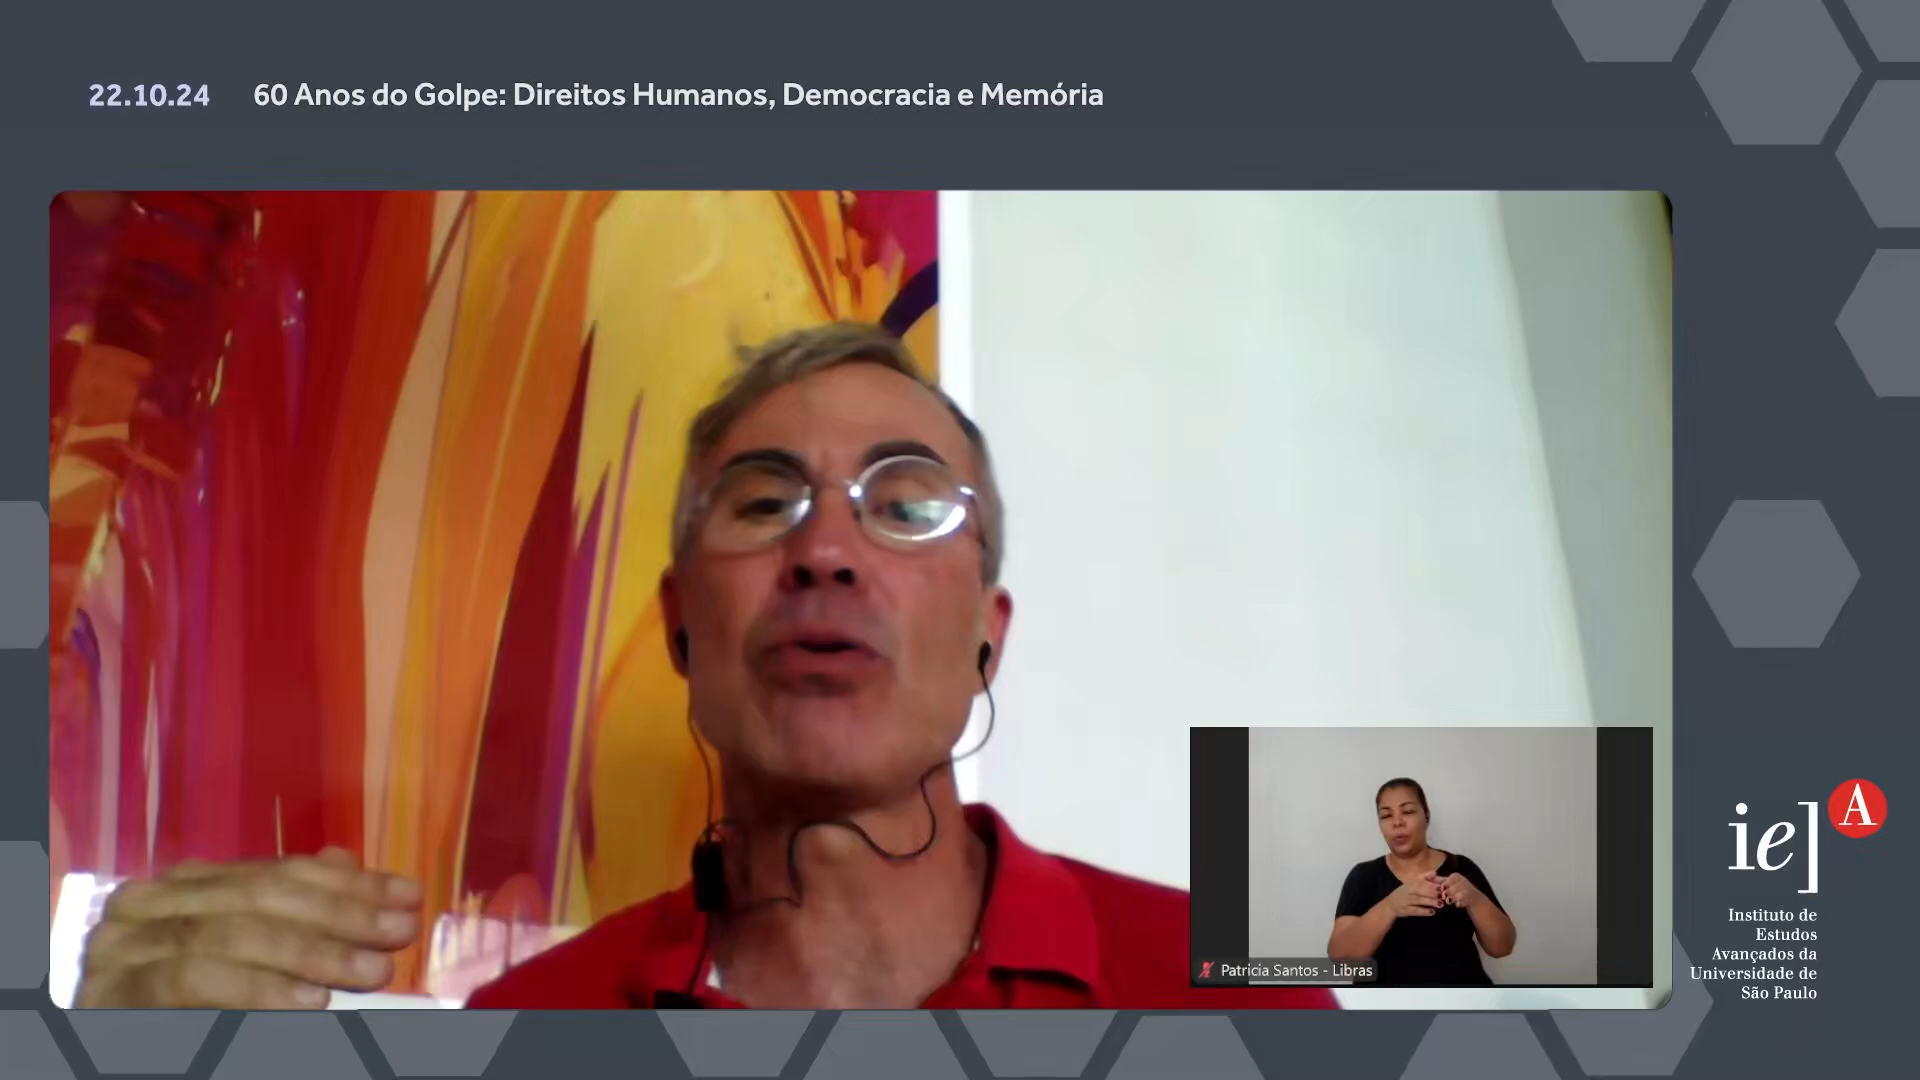 22.10.24 60 Anos do Golpe: Direitos Humanos, Democracia e Memória
Patricia Santos - Libras
ie] A
Instituto de
Estudos
Avançados da
Universidade de
São Paulo